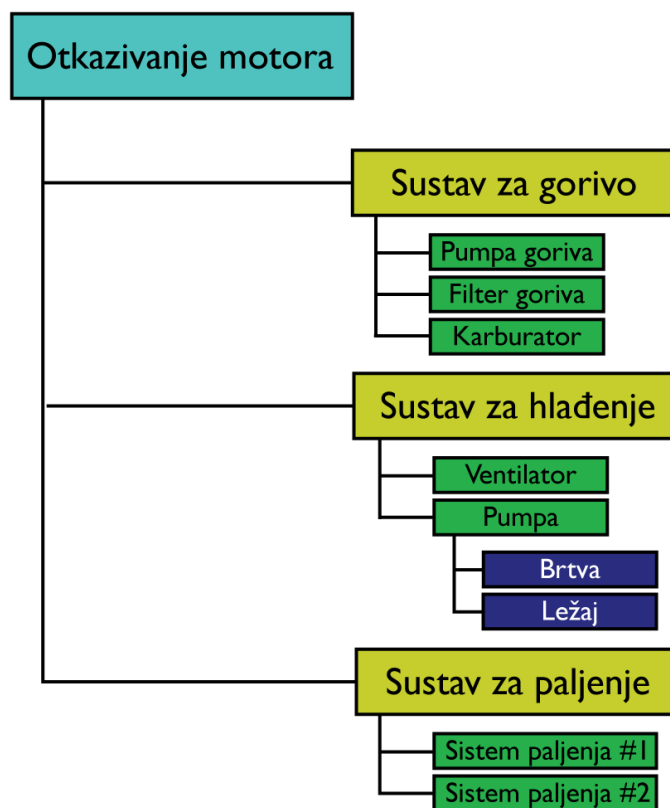 Otkazivanje motora
Sustav za gorivo
Pumpa goriva
Filter goriva
Karburator
Sustav za hlađenje
Ventilator
Pumpa
Brtva
Ležaj
Sustav za paljenje
Sistem paljenja #1
Sistem paljenja #2